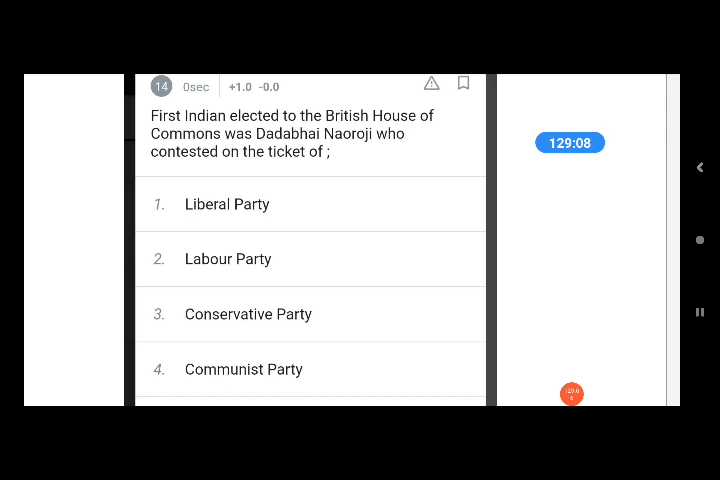 14 0sec +1.0 -0.0
First Indian elected to the British House of
Commons was Dadabhai Naoroji who
contested on the ticket of ;
129:08
1. Liberal Party
2. Labour Party
3. Conservative Party
4. Communist Party